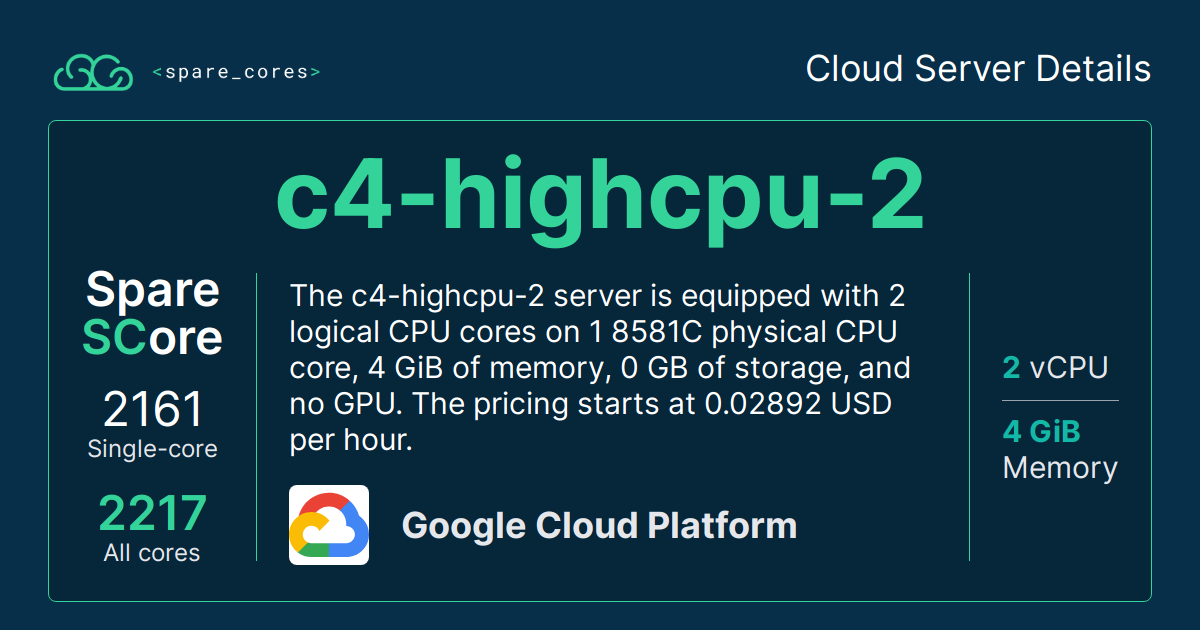 <spare_cores>
Cloud Server Details
c4-highcpu-2
Spare
SCore
2161
Single-core
2217
All cores
The c4-highcpu-2 server is equipped with 2
logical CPU cores on 1 8581C physical CPU
core, 4 GiB of memory, 0 GB of storage, and
no GPU. The pricing starts at 0.02892 USD
per hour.
Google Cloud Platform
2 vCPU
4 GiB
Memory